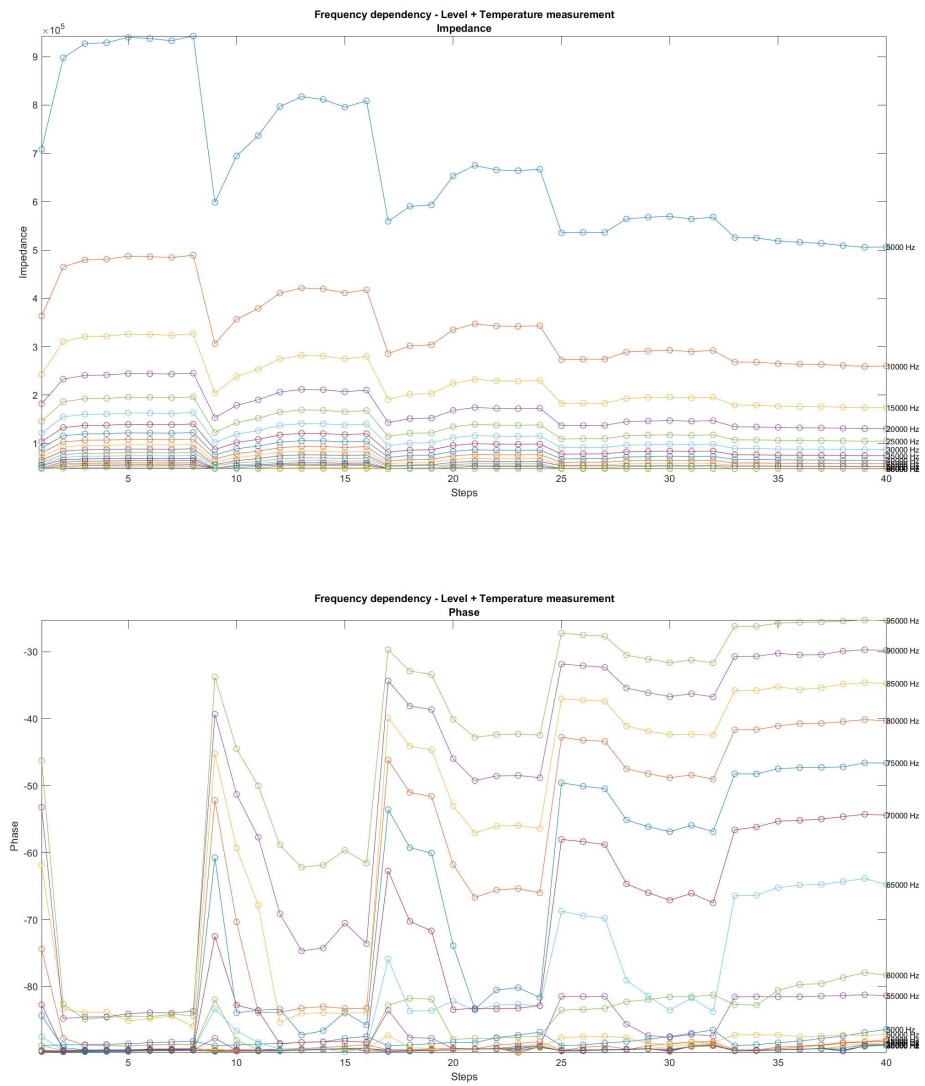 Frequency dependency - Level + Temperature measurement
Impedance
×10⁵
9
8
7
6
5
4
3
2
1
Impedance
5000 Hz
10000 Hz
15000 Hz
20000 Hz
25000 Hz
30000 Hz
5 10 15 20 25 30 35 40
Steps
Frequency dependency - Level + Temperature measurement
Phase
-30
-40
-50
-60
-70
-80
Phase
95000 Hz
90000 Hz
85000 Hz
80000 Hz
75000 Hz
70000 Hz
65000 Hz
60000 Hz
55000 Hz
5000 Hz
5 10 15 20 25 30 35 40
Steps